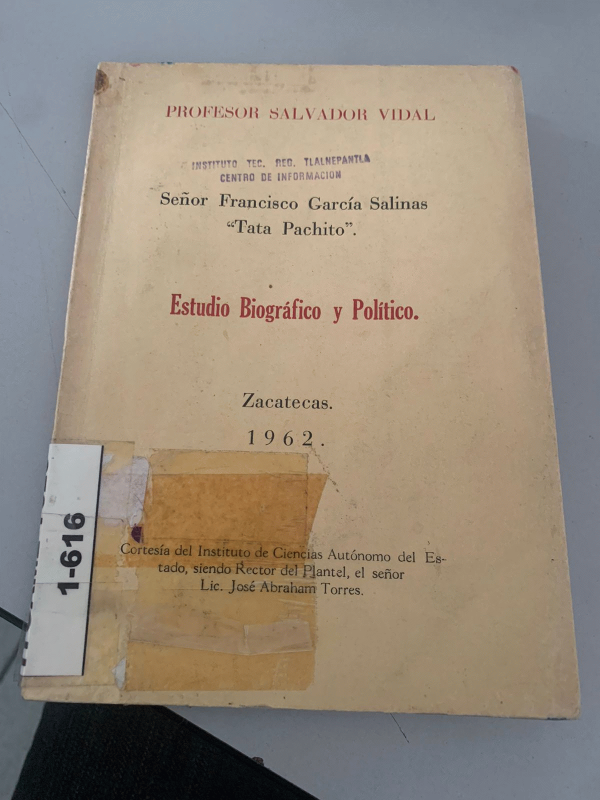 PROFESOR SALVADOR VIDAL
INSTITUTO TEC. REG. TLALNEPANTLA
CENTRO DE INFORMACION
Señor Francisco García Salinas
“Tata Pachito”.
Estudio Biográfico y Político.
Zacatecas.
1962.
1-616
Cortesía del Instituto de Ciencias Autónomo del Es-
tado, siendo Rector del Plantel, el señor
Lic. José Abraham Torres.